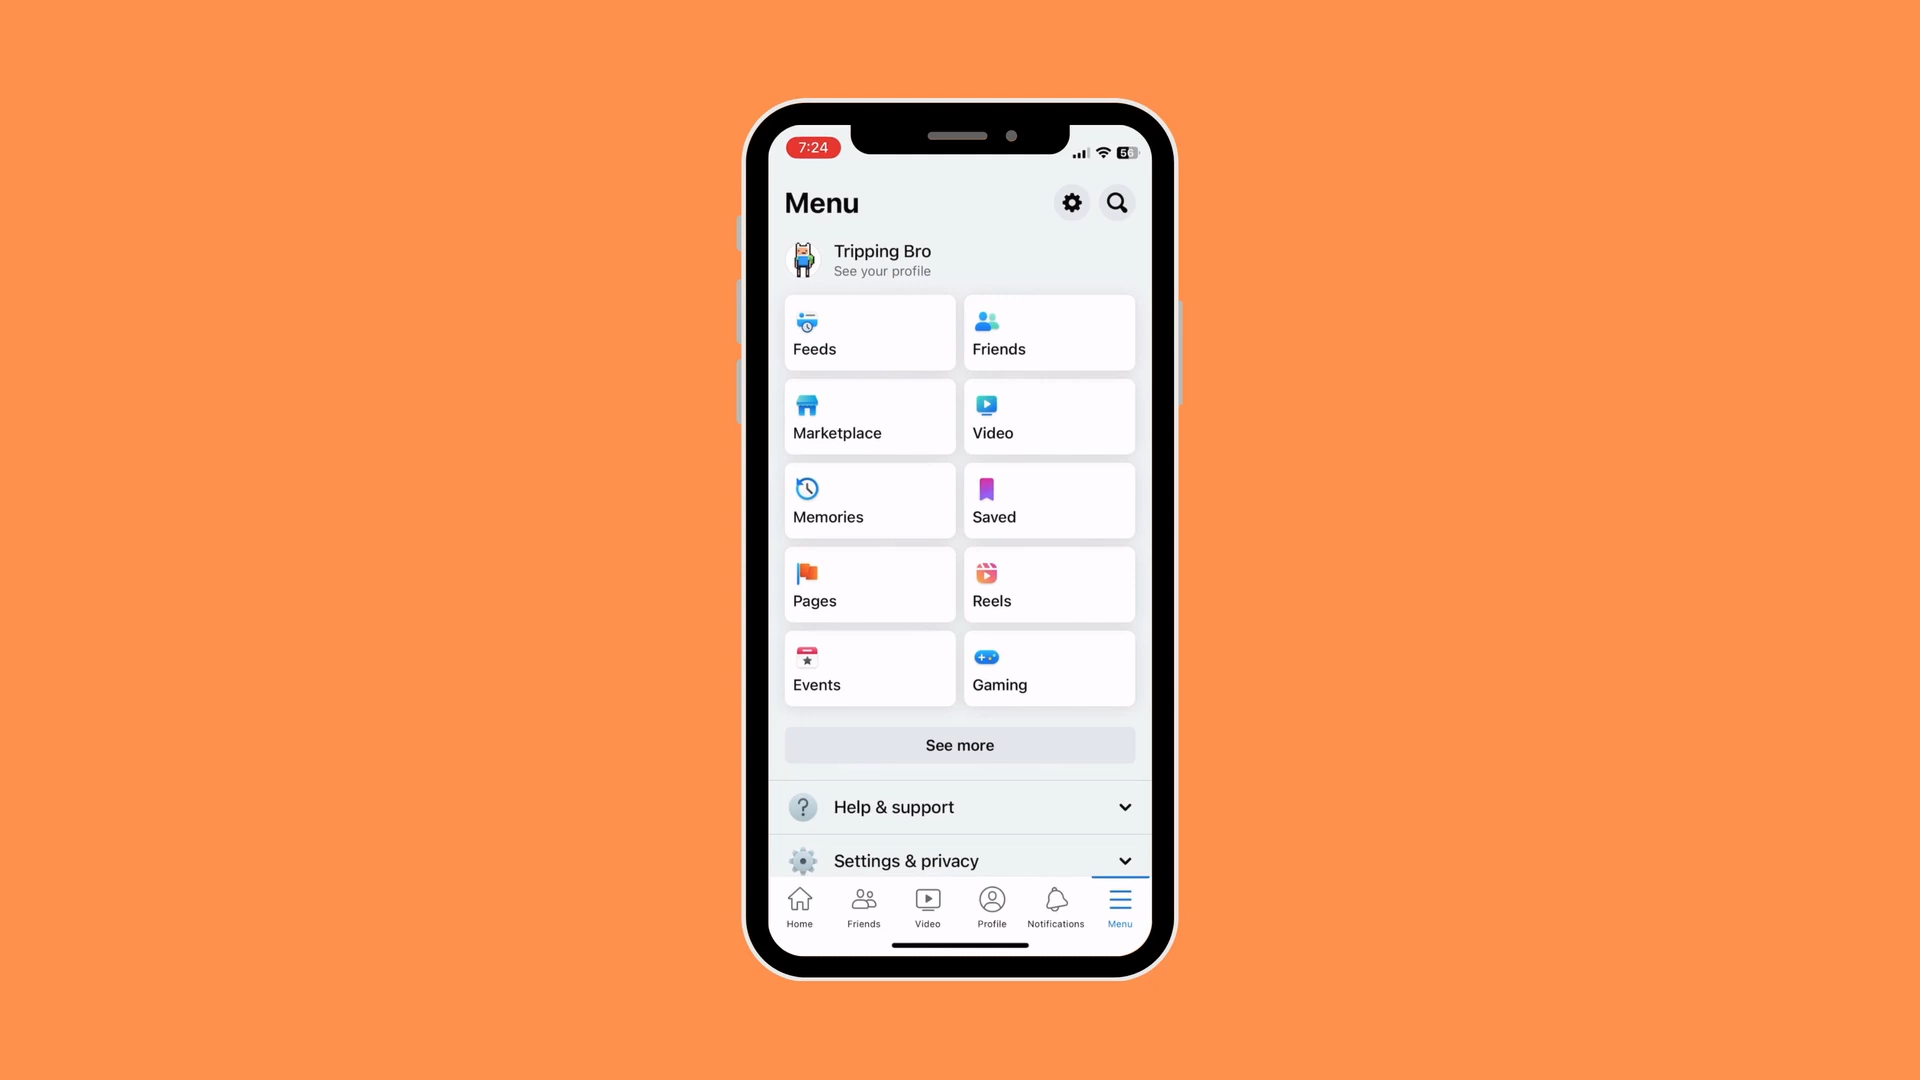 7:24
56
Menu
Tripping Bro
See your profile
Feeds
Friends
Marketplace
Video
Memories
Saved
Pages
Reels
Events
Gaming
See more
Help & support
Settings & privacy
Home
Friends
Video
Profile
Notifications
Menu